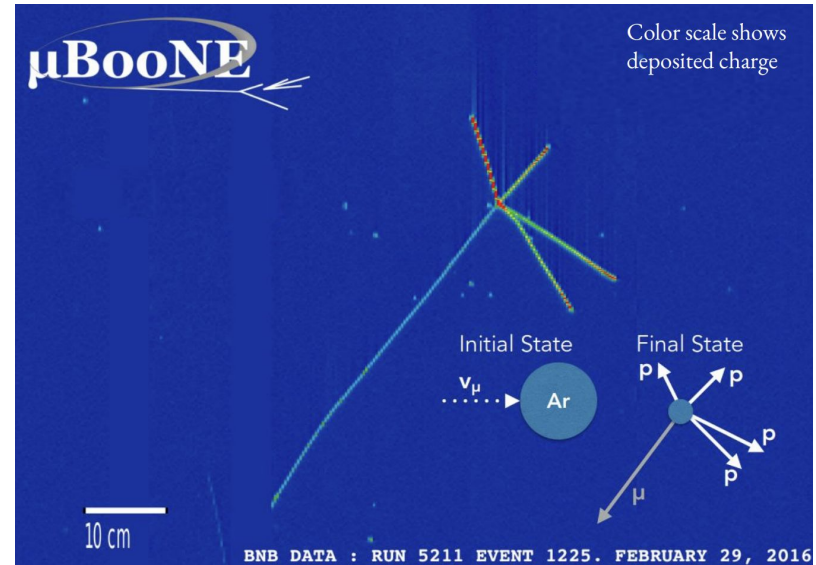 µBooNE
Color scale shows
deposited charge
Initial State
Final State
νμ
Ar
p
p
p
p
μ
10 cm
BNB DATA : RUN 5211 EVENT 1225. FEBRUARY 29, 2016